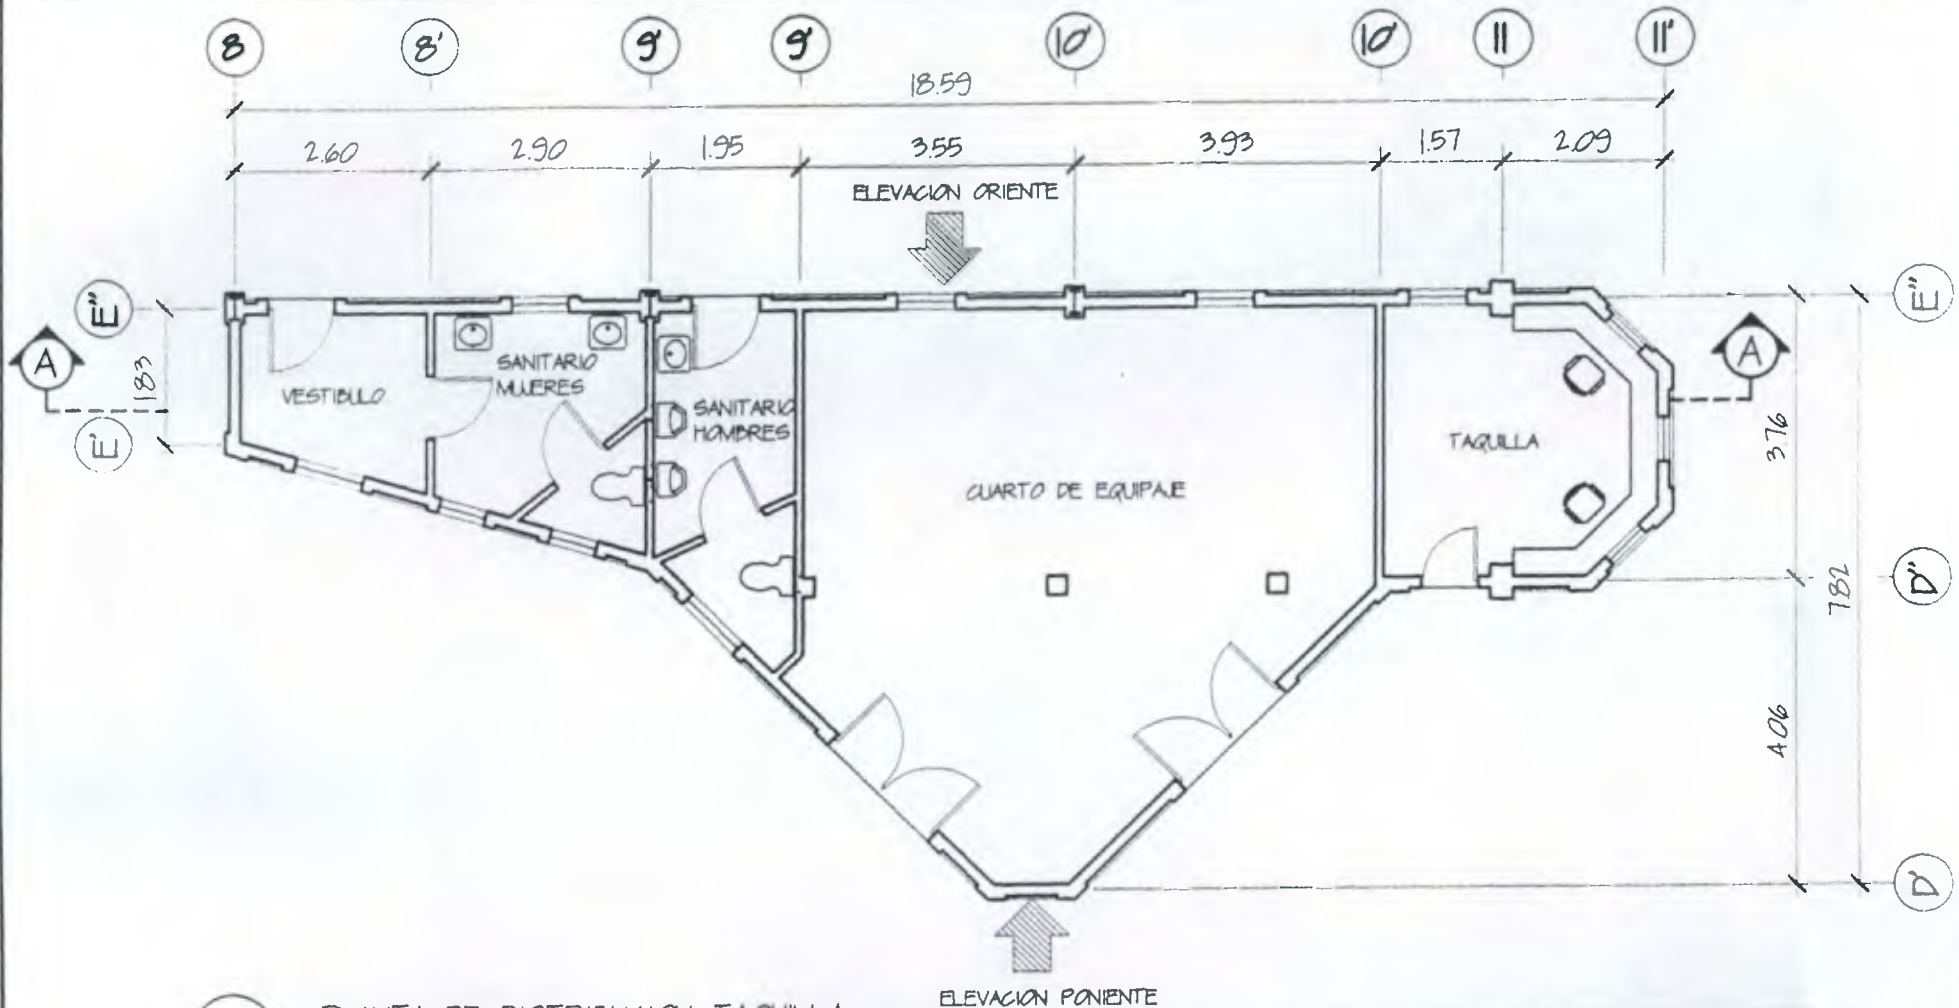 8 8' 9' 9' 10' 10' 11 11'
18.59
2.60 2.90 1.95 3.55 3.93 1.57 2.09
ELEVACION ORIENTE
E'' E''
A A
1.83
SANITARIO
MUJERES
VESTIBULO
SANITARIO
HOMBRES
3.76
E'
TAQUILLA
CUARTO DE EQUIPAJE
D''
7.82
4.06
D'
ELEVACION PONIENTE